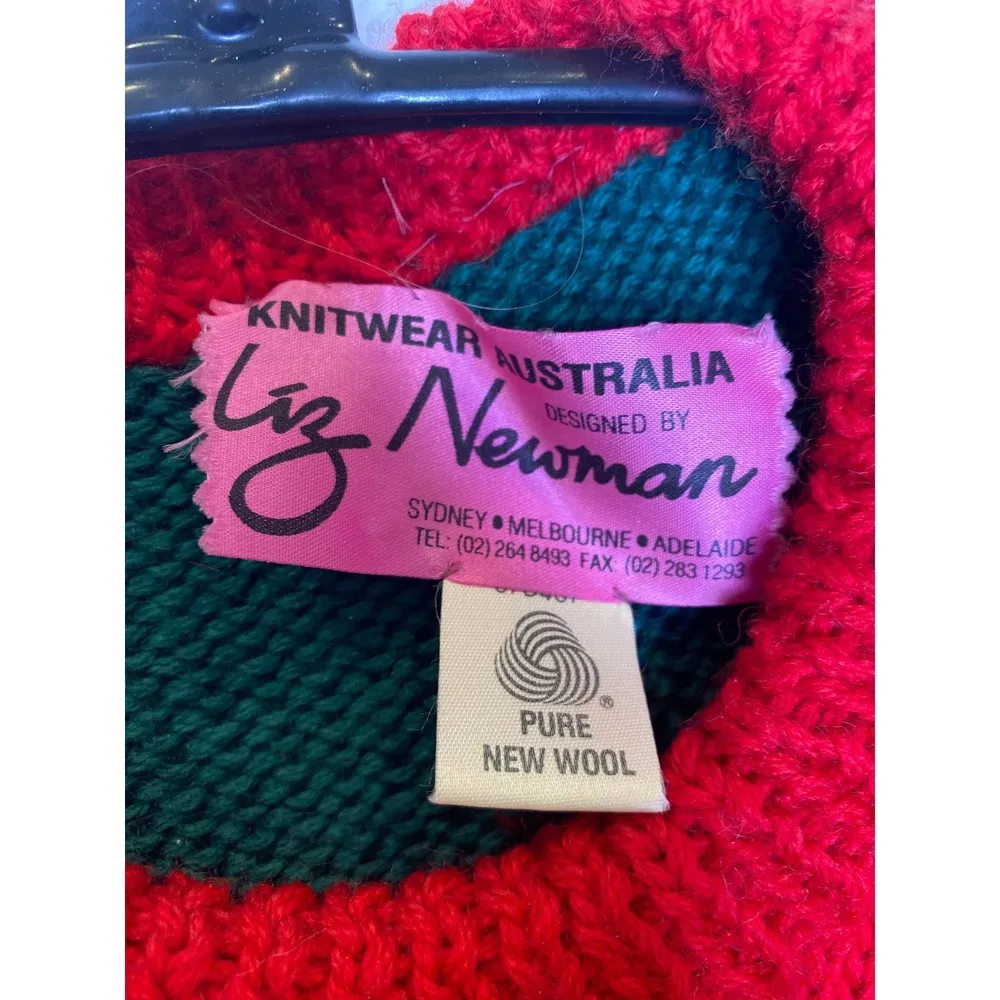 KNITWEAR AUSTRALIA
DESIGNED BY
Liz Newman
SYDNEY • MELBOURNE • ADELAIDE
TEL: (02) 264 8493 FAX: (02) 283 1293
®
PURE
NEW WOOL